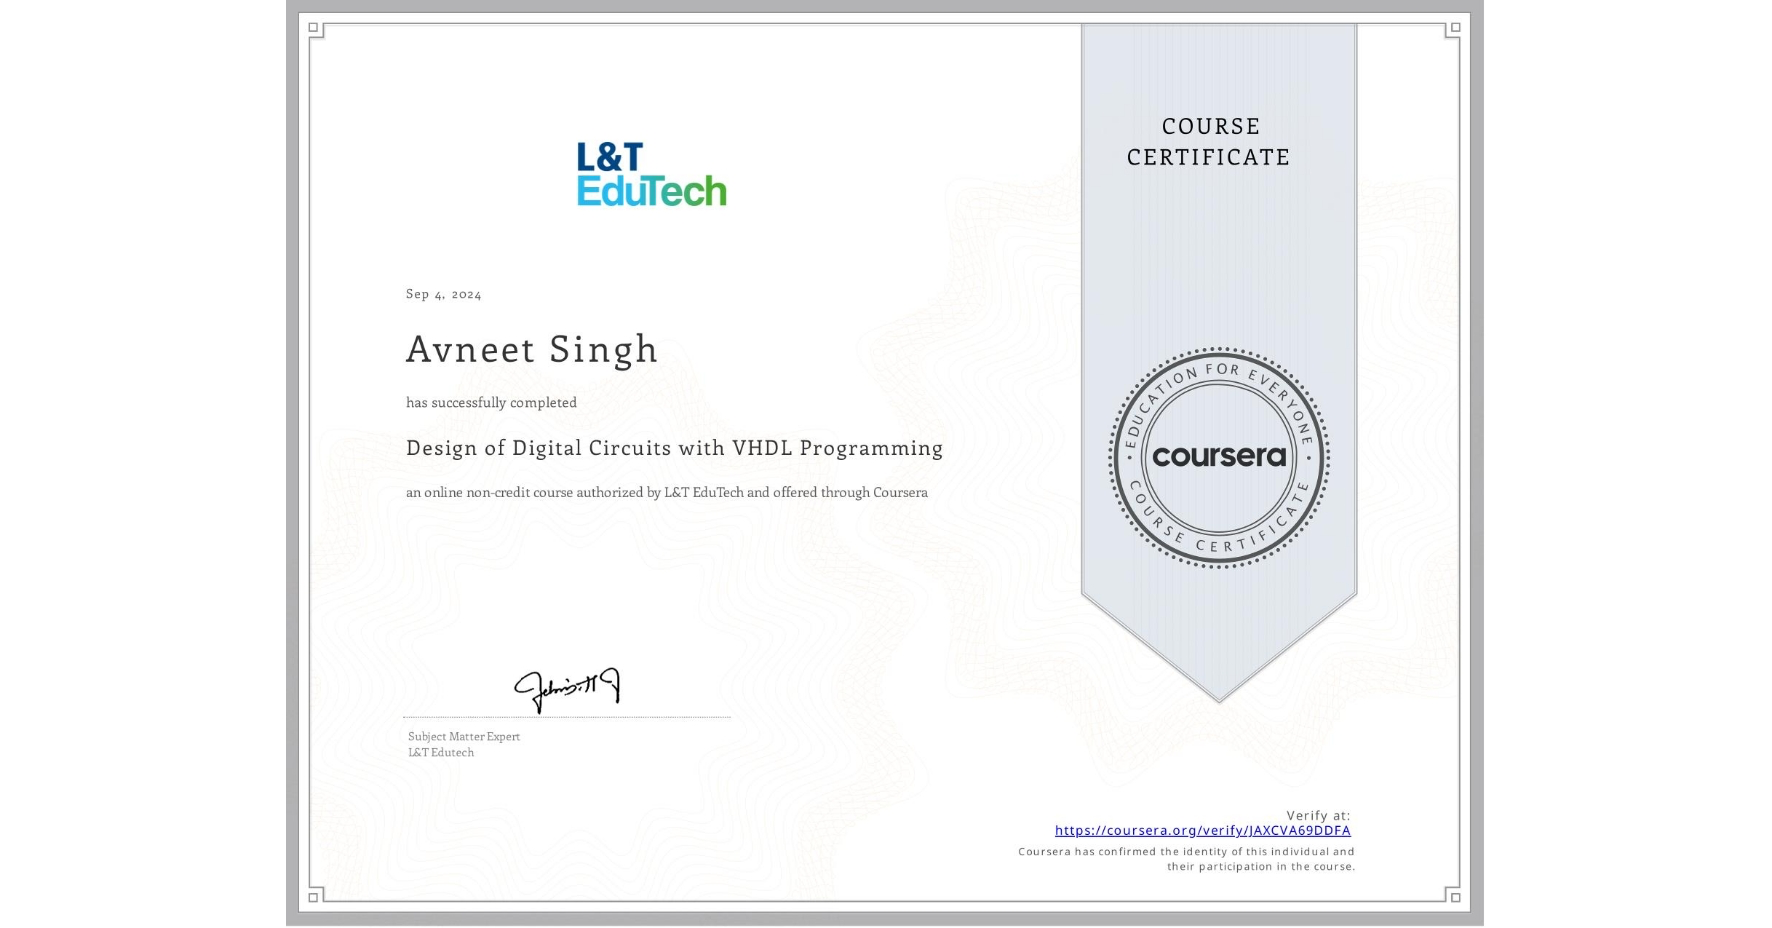 L&T
EduTech
COURSE
CERTIFICATE
Sep 4, 2024
Avneet Singh
has successfully completed
Design of Digital Circuits with VHDL Programming
an online non-credit course authorized by L&T EduTech and offered through Coursera
EDUCATION FOR EVERYONE
coursera
COURSE CERTIFICATE
Subject Matter Expert
L&T Edutech
Verify at:
https://coursera.org/verify/JAXCVA69DDFA
Coursera has confirmed the identity of this individual and
their participation in the course.